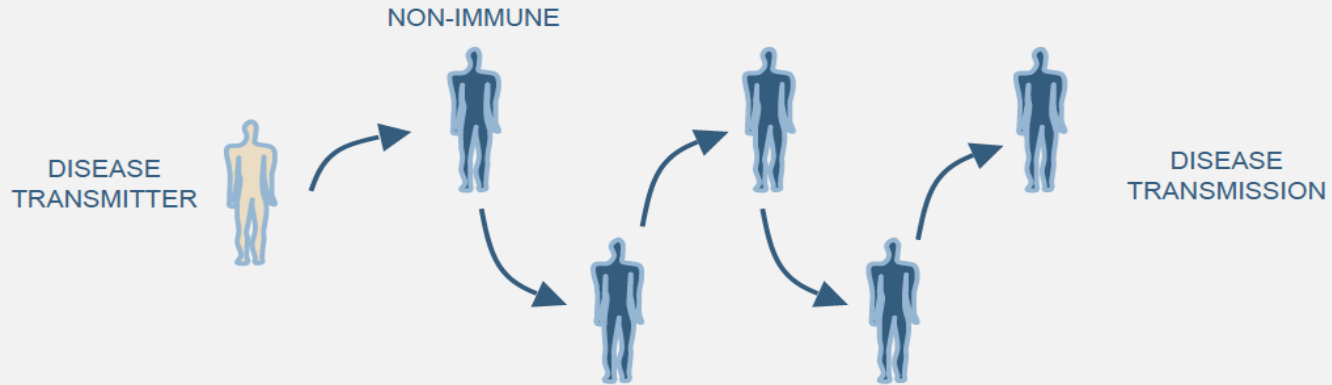 NON-IMMUNE
DISEASE
TRANSMITTER
DISEASE
TRANSMISSION